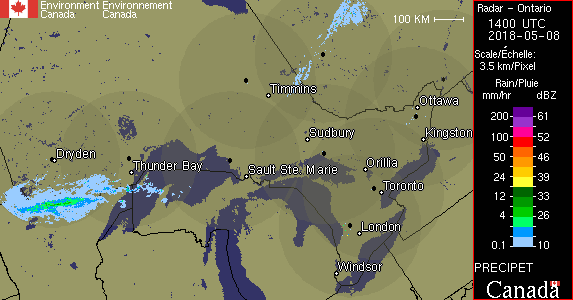 Environment Environnement
Canada Canada
100 KM
Timmins
Ottawa
Sudbury
Kingston
Dryden
Thunder Bay
Sault Ste. Marie
Orillia
Toronto
London
Windsor
Radar - Ontario
1400 UTC
2018-05-08
Scale/Échelle:
3.5 km/Pixel
Rain/Pluie
mm/hr dBZ
200 61
100 52
50 46
24 39
12 33
4 26
0.1 10
PRECIPET
Canada